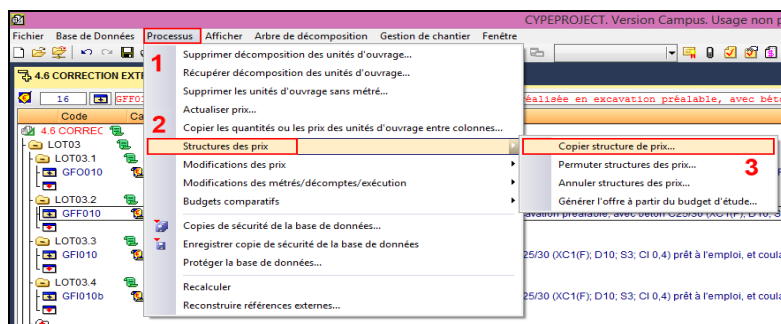 CYPEPROJECT. Version Campus. Usage non p
Fichier Base de Données Processus Afficher Arbre de décomposition Gestion de chantier Fenêtre
1
Supprimer décomposition des unités d'ouvrage...
4.6 CORRECTION EXTI
Récupérer décomposition des unités d'ouvrage...
Supprimer les unités d'ouvrage sans métré...
16 GFF01
éalisée en excavation préalable, avec béto
Actualiser prix...
Code Ca
2
Copier les quantités ou les prix des unités d'ouvrage entre colonnes...
4.6 CORREC
Structures des prix
Copier structure de prix...
LOT03
Modifications des prix
Permuter structures des prix...
3
LOT03.1
GFO010
Modifications des métrés/décomptes/exécution
Annuler structures des prix...
Budgets comparatifs
Générer l'offre à partir du budget d'étude...
LOT03.2
GFF010
avation préalable, avec béton C25/30 (XC1(F); D10; S
Copies de sécurité de la base de données...
Enregistrer copie de sécurité de la base de données
LOT03.3
GFI010
25/30 (XC1(F); D10; S3; Cl 0,4) prêt à l'emploi, et coula
Protéger la base de données...
Recalculer
LOT03.4
GFI010b
25/30 (XC1(F); D10; S3; Cl 0,4) prêt à l'emploi, et coula
Reconstruire références externes...